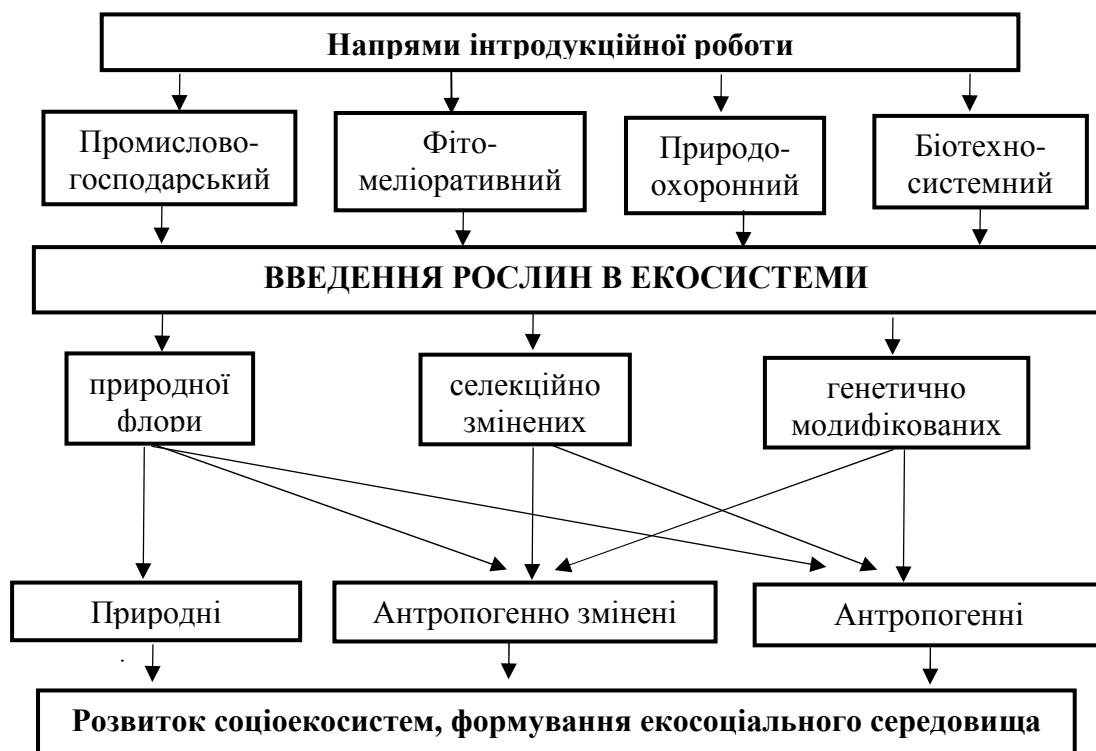 Напрями інтродукційної роботи
Промислово-
господарський
Фіто-
меліоративний
Природо-
охоронний
Біотехно-
системний
ВВЕДЕННЯ РОСЛИН В ЕКОСИСТЕМИ
природної
флори
селекційно
змінених
генетично
модифікованих
Природні
Антропогенно змінені
Антропогенні
Розвиток соціоекосистем, формування екосоціального середовища